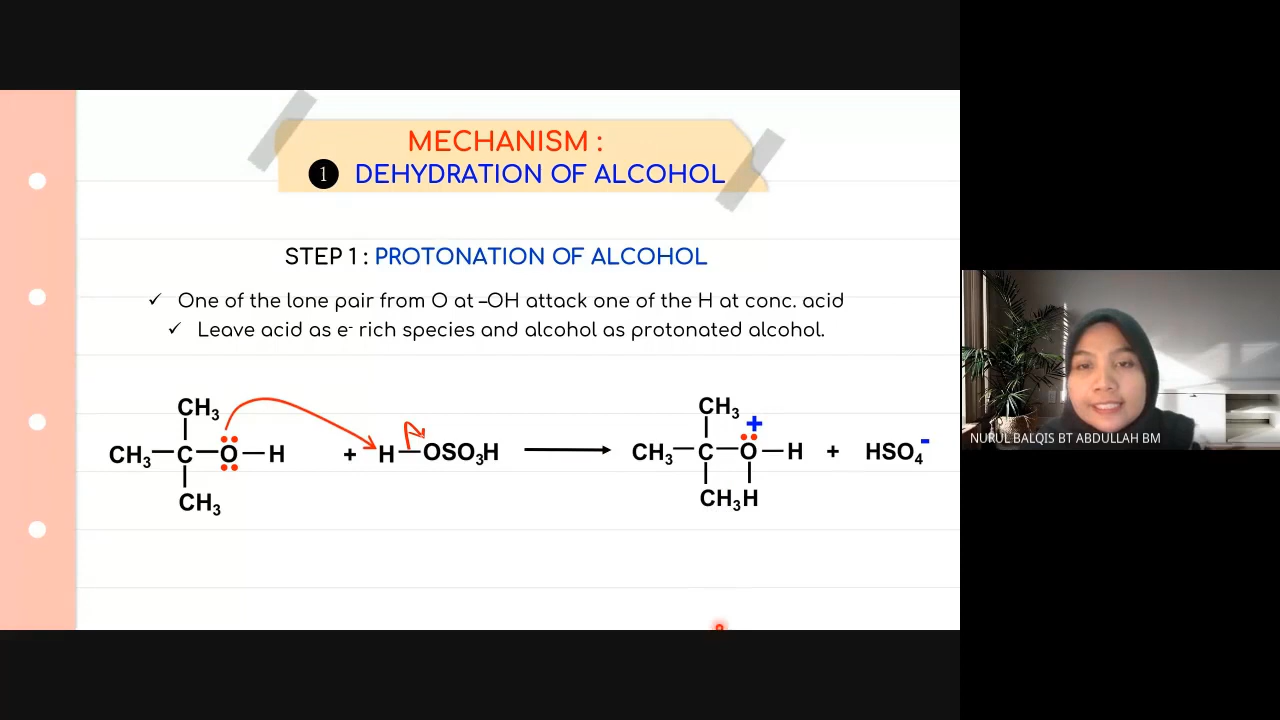 MECHANISM :
1 DEHYDRATION OF ALCOHOL
STEP 1 : PROTONATION OF ALCOHOL
✓ One of the lone pair from O at –OH attack one of the H at conc. acid
✓ Leave acid as e⁻ rich species and alcohol as protonated alcohol.
CH₃ CH₃ +
CH₃—C—O—H + H—OSO₃H → CH₃—C—O—H + HSO₄⁻
CH₃ CH₃ H
NURUL BALQIS BT ABDULLAH BM